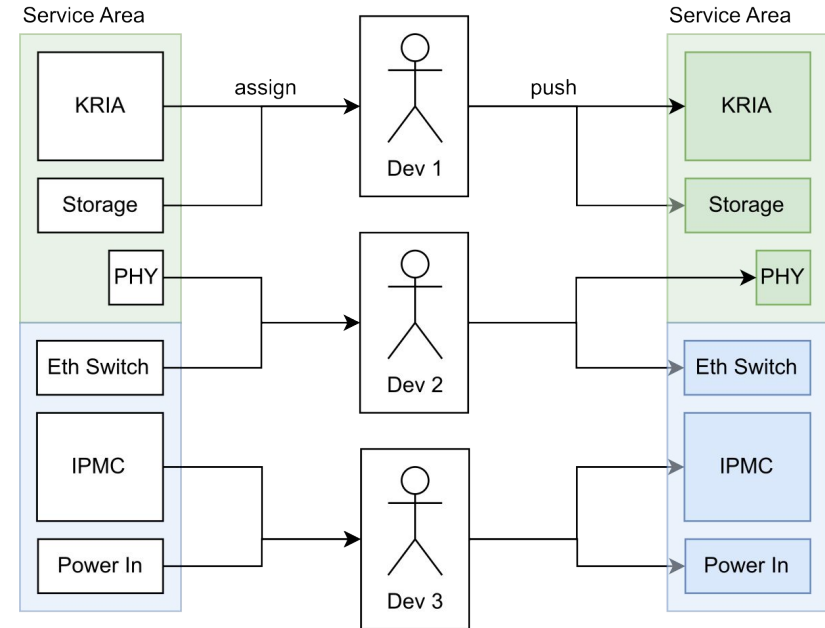 Service Area
Service Area
KRIA
assign
Dev 1
push
KRIA
Storage
Storage
PHY
Dev 2
PHY
Eth Switch
Eth Switch
IPMC
IPMC
Power In
Dev 3
Power In